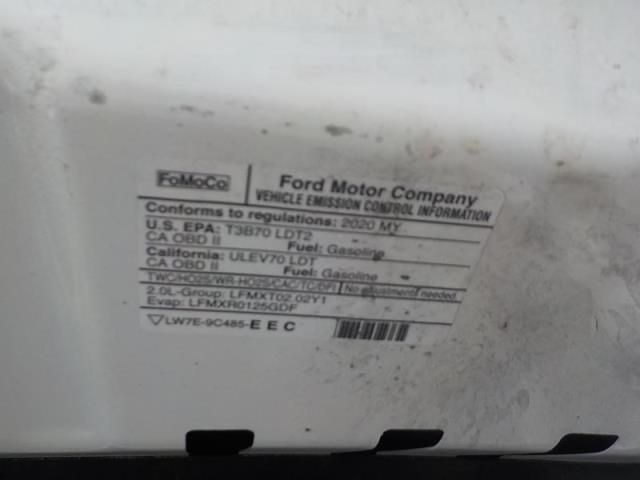 FoMoCo
Ford Motor Company
VEHICLE EMISSION CONTROL INFORMATION
Conforms to regulations: 2020 MY
U.S. EPA: T3B70 LDT2
CA OBD II Fuel: Gasoline
California: ULEV70 LDT
CA OBD II Fuel: Gasoline
TWC/HO2S/WR-HO2S/CAC/TC/DFI No adjustments needed.
2.0L-Group: LFMXT02.02Y1
Evap: LFMXR0125GDF
LW7E-9C485-E E C